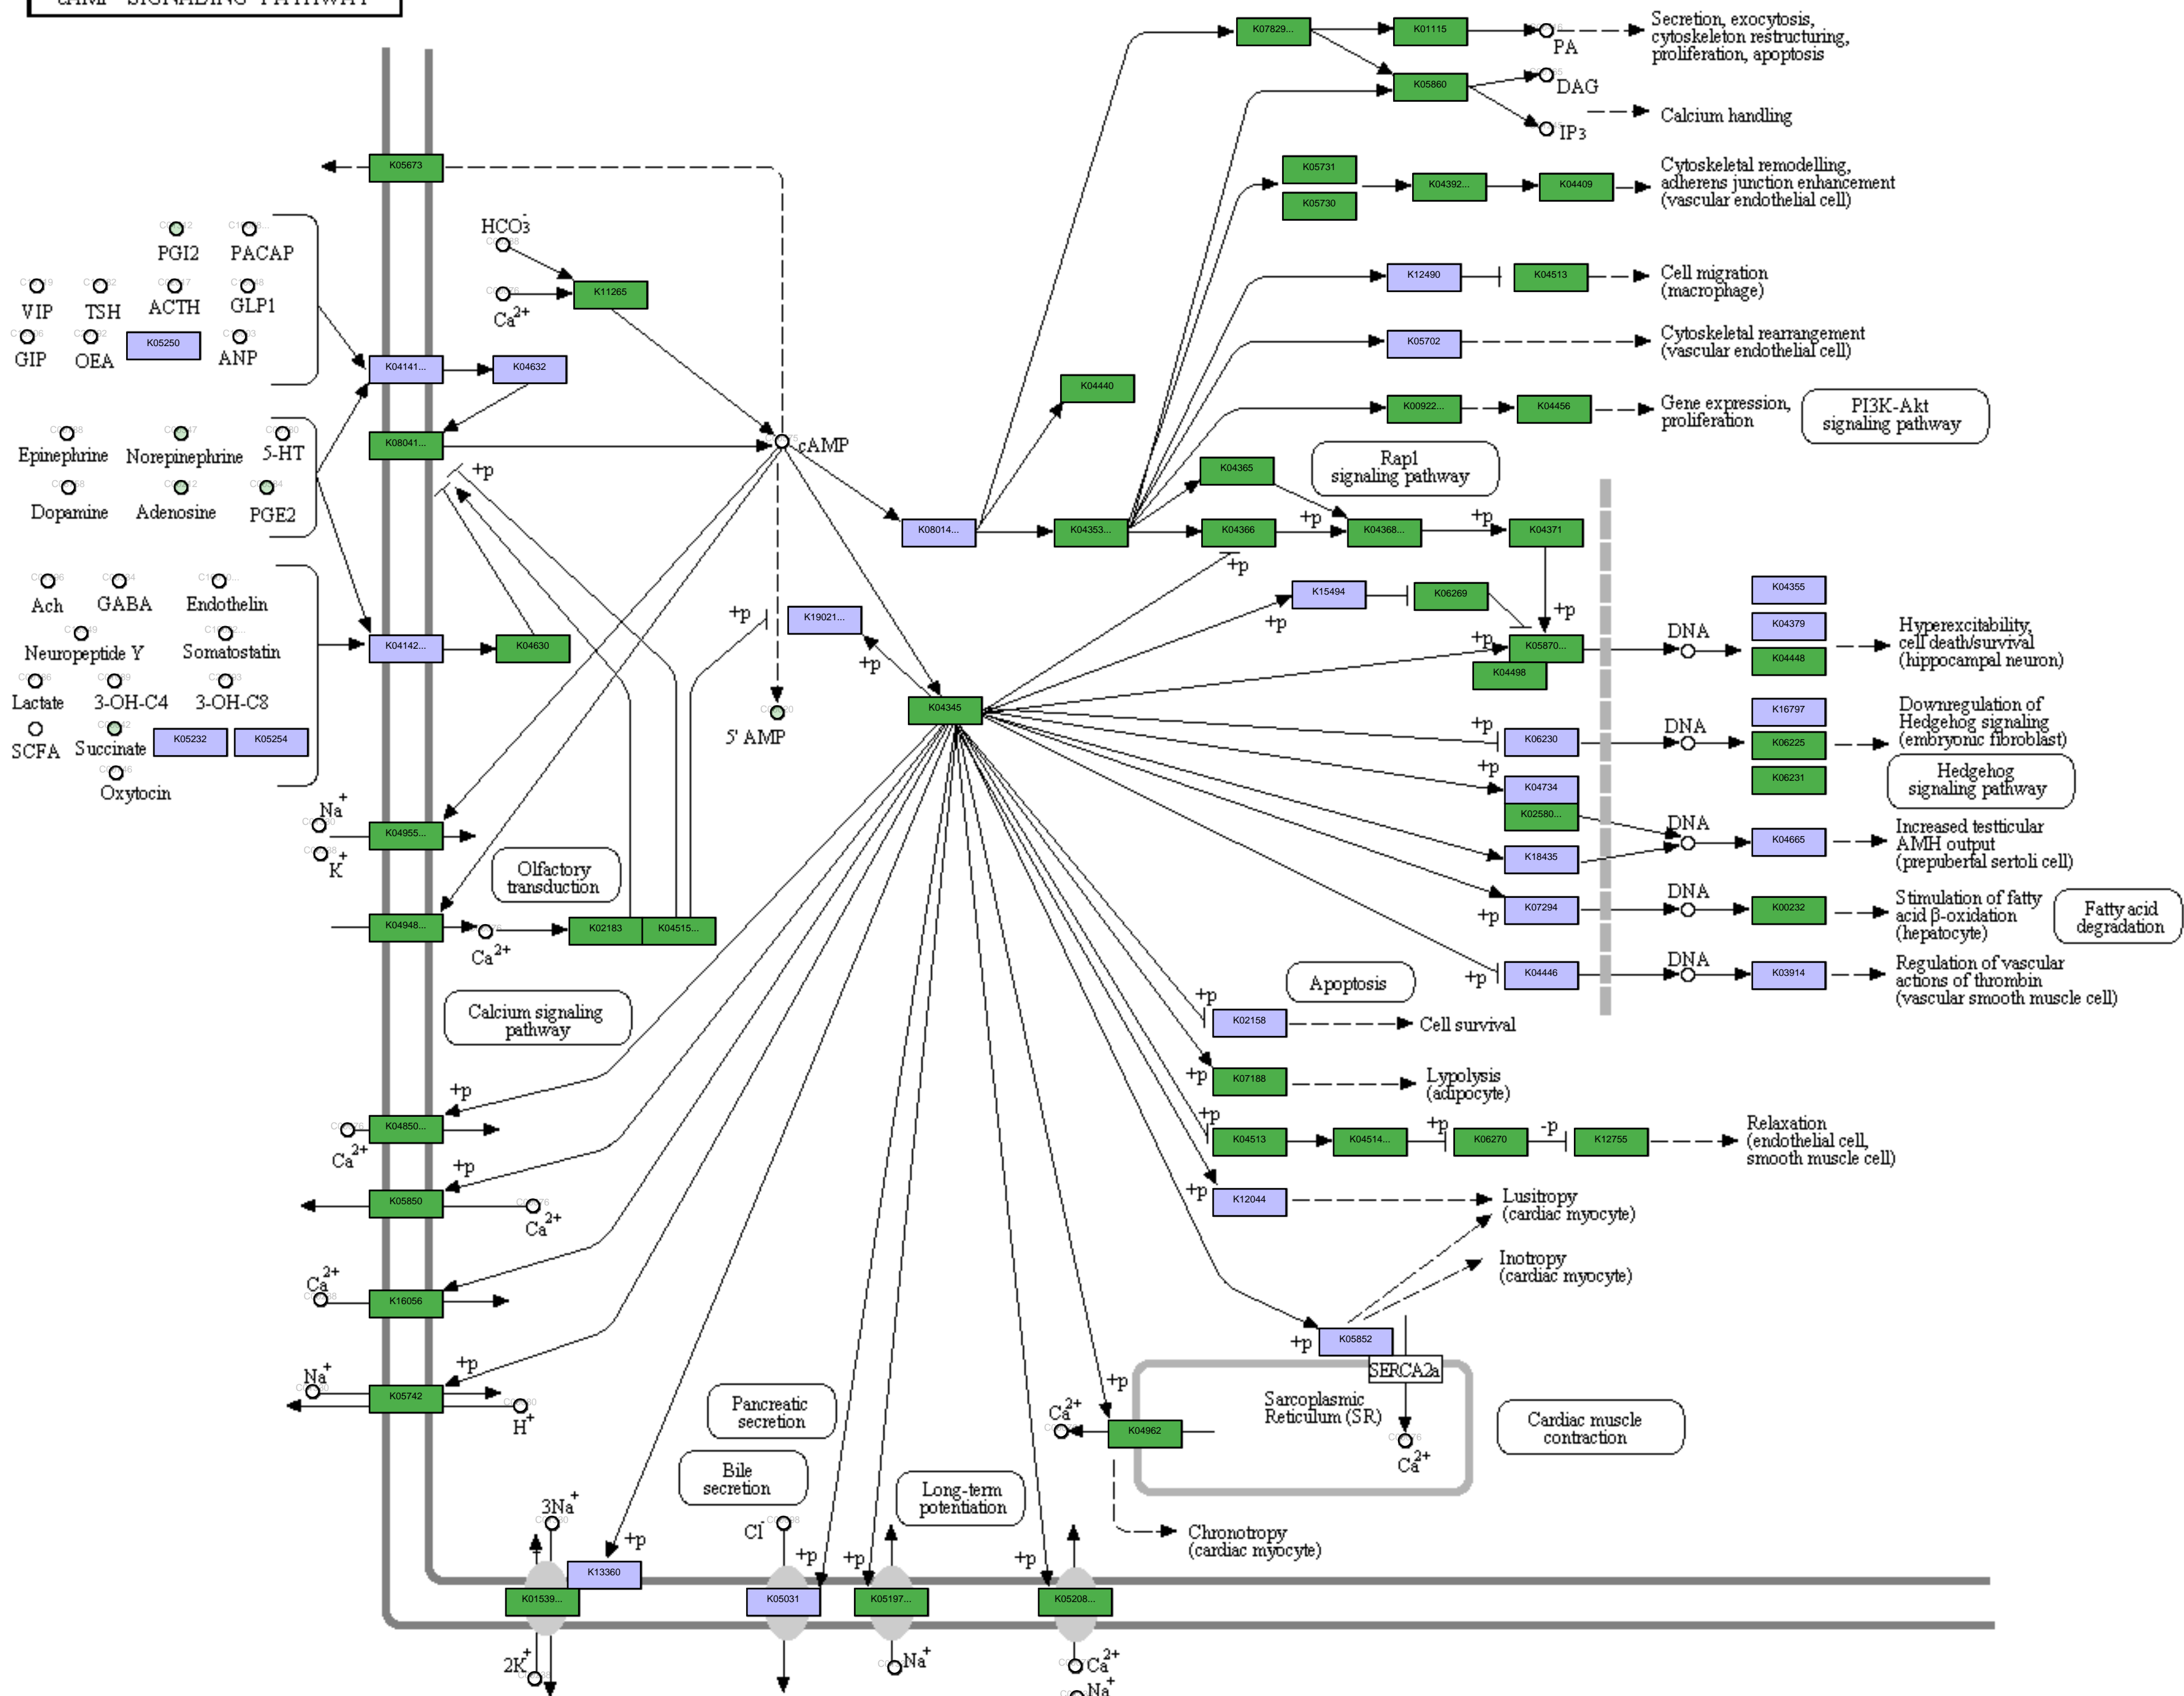 cAMP SIGNALING PATHWAY
K07829...
K01115
PA
Secretion, exocytosis,
cytoskeleton restructuring,
proliferation, apoptosis
K05860
DAG
IP3
Calcium handling
K05673
K05731
K05730
K04392...
K04409
Cytoskeletal remodelling,
adherens junction enhancement
(vascular endothelial cell)
PGI2
PACAP
VIP
TSH
ACTH
GLP1
GIP
OEA
K05250
ANP
HCO3-
Ca2+
K11265
K04141...
K04632
K12490
K04513
Cell migration
(macrophage)
K05702
Cytoskeletal rearrangement
(vascular endothelial cell)
K04440
K00922...
K04456
Gene expression,
proliferation
PI3K-Akt
signaling pathway
Epinephrine
Norepinephrine
5-HT
Dopamine
Adenosine
PGE2
K08041...
+p
cAMP
K04365
Rap1
signaling pathway
K08014...
K04353...
K04366
+p
K04368...
+p
K04371
+p
Ach
GABA
Endothelin
Neuropeptide Y
Somatostatin
Lactate
3-OH-C4
3-OH-C8
SCFA
Succinate
K05232
K05254
Oxytocin
K04142...
K04630
+p
K19021...
+p
K15494
+p
K06269
+p
+p
K05870...
K04498
DNA
K04355
K04379
K04448
Hyperexcitability,
cell death/survival
(hippocampal neuron)
K04345
5' AMP
+p
K06230
DNA
K16797
K06225
K06231
Downregulation of
Hedgehog signaling
(embryonic fibroblast)
Hedgehog
signaling pathway
+p
K04734
K02580...
K18435
DNA
K04665
Increased testticular
AMH output
(prepubertal sertoli cell)
+p
K07294
DNA
K00232
Stimulation of fatty
acid β-oxidation
(hepatocyte)
Fatty acid
degradation
+p
K04446
DNA
K03914
Regulation of vascular
actions of thrombin
(vascular smooth muscle cell)
Na+
K04955...
K+
Olfactory
transduction
K04948...
Ca2+
K02183
K04515...
Calcium signaling
pathway
Apoptosis
+p
K02158
Cell survival
+p
K07188
Lypolysis
(adipocyte)
+p
K04513
K04514...
+p
K06270
-p
K12755
Relaxation
(endothelial cell,
smooth muscle cell)
+p
K12044
Lusitropy
(cardiac myocyte)
Inotropy
(cardiac myocyte)
+p
K04850...
Ca2+
+p
K05850
Ca2+
Ca2+
K16056
Na+
+p
K05742
H+
+p
K05852
SERCA2a
Sarcoplasmic
Reticulum (SR)
Ca2+
Cardiac muscle
contraction
+p
Ca2+
K04962
Chronotropy
(cardiac myocyte)
Pancreatic
secretion
Bile
secretion
Long-term
potentiation
3Na+
+p
K13360
K01539...
2K+
Cl-
+p
K05031
+p
K05197...
Na+
+p
K05208...
Ca2+
Na+